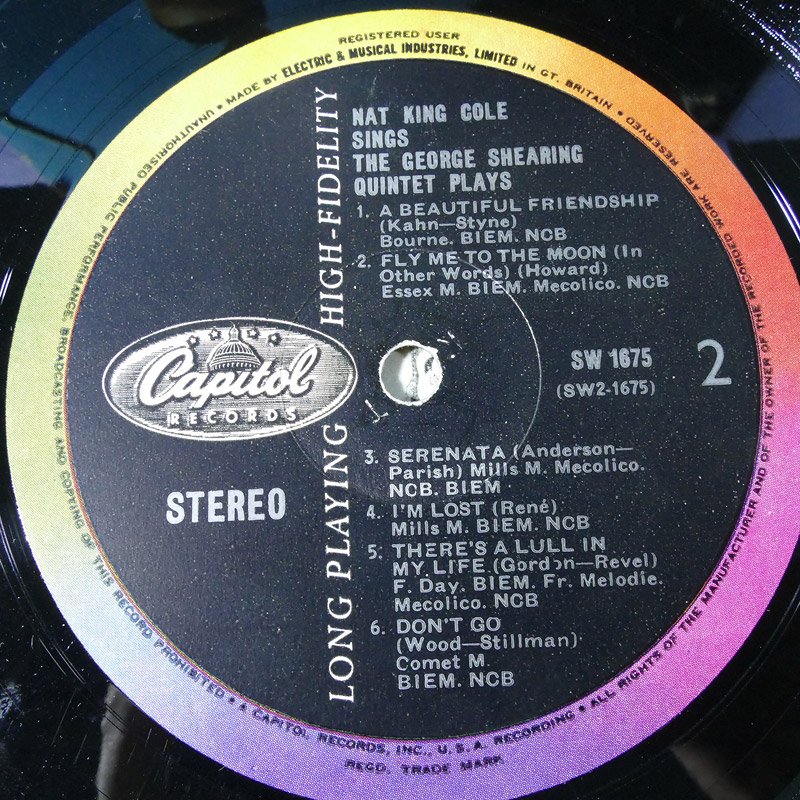 REGISTERED USER
UNAUTHORISED PUBLIC PERFORMANCE, BROADCASTING AND COPYING OF THIS RECORD PROHIBITED • MADE BY ELECTRIC & MUSICAL INDUSTRIES, LIMITED IN GT. BRITAIN • ALL RIGHTS OF THE MANUFACTURER AND OF THE OWNER OF THE RECORDED WORK ARE RESERVED
NAT KING COLE
SINGS
THE GEORGE SHEARING
QUINTET PLAYS
1. A BEAUTIFUL FRIENDSHIP
(Kahn—Styne)
Bourne. BIEM. NCB
2. FLY ME TO THE MOON (In
Other Words) (Howard)
Essex M. BIEM. Mecolico. NCB
LONG PLAYING HIGH-FIDELITY
Capitol
RECORDS
SW 1675
(SW2-1675)
2
STEREO
3. SERENATA (Anderson—
Parish) Mills M. Mecolico.
NCB. BIEM
4. I'M LOST (René)
Mills M. BIEM. NCB
5. THERE'S A LULL IN
MY LIFE (Gordon—Revel)
F. Day. BIEM. Fr. Melodie.
Mecolico. NCB
6. DON'T GO
(Wood—Stillman)
Comet M.
BIEM. NCB
• A CAPITOL RECORDS, INC., U.S.A. RECORDING •
REGD. TRADE MARK